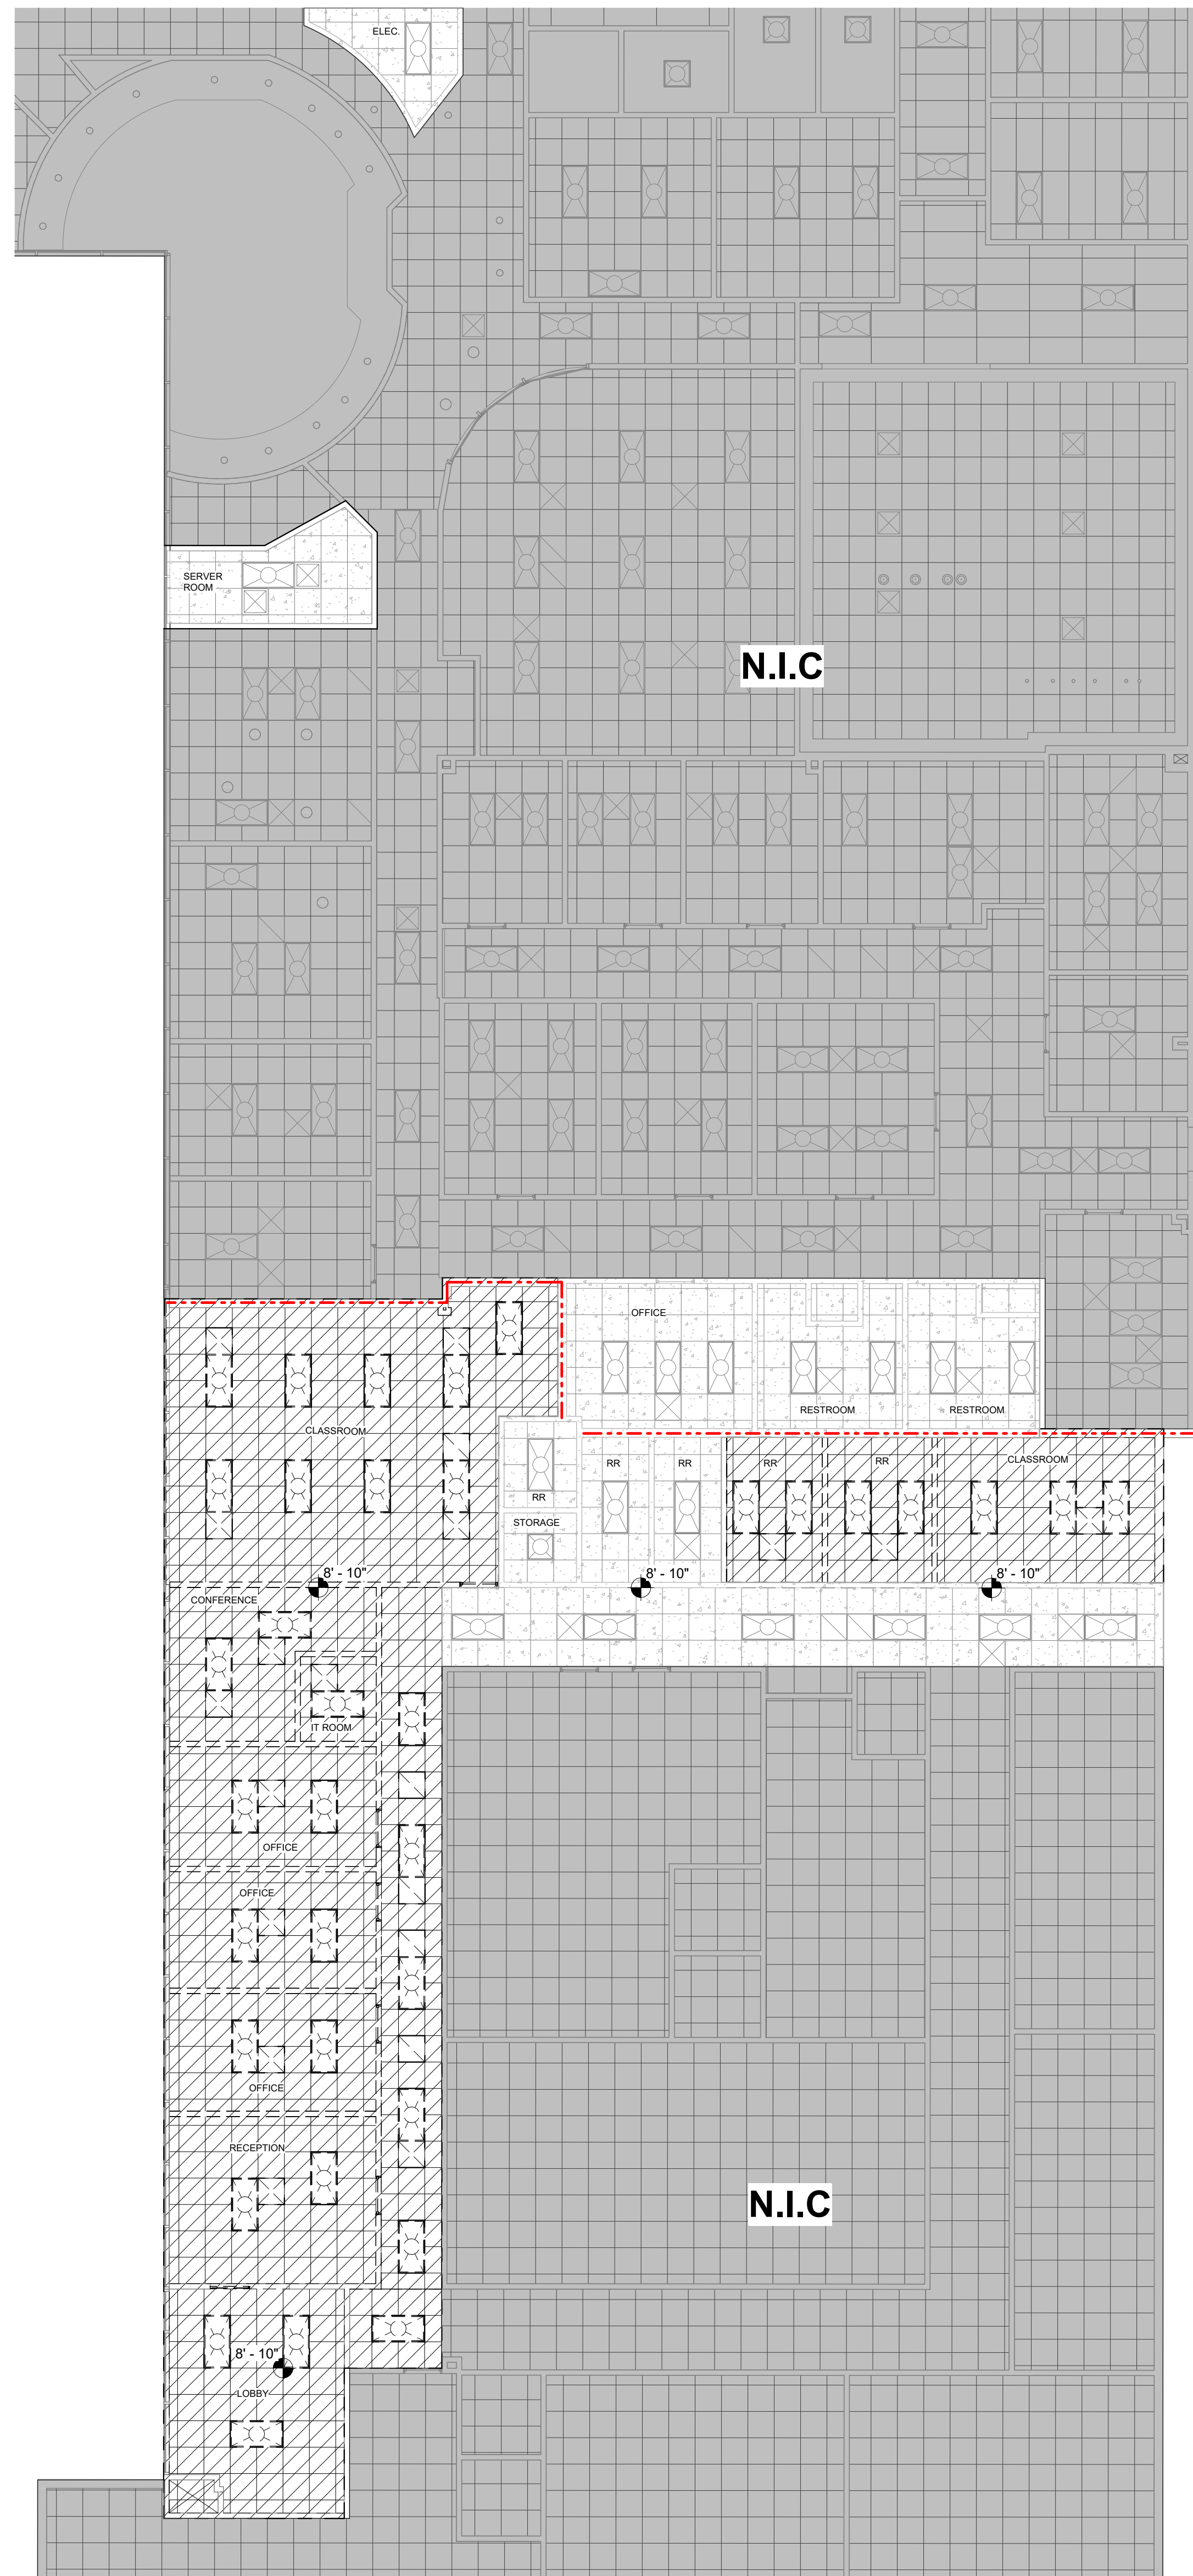 ELEC.
SERVER
ROOM
N.I.C
OFFICE
RESTROOM
RESTROOM
CLASSROOM
RR
RR
RR
RR
CLASSROOM
RR
STORAGE
8' - 10"
8' - 10"
8' - 10"
CONFERENCE
IT ROOM
OFFICE
OFFICE
OFFICE
RECEPTION
N.I.C
8' - 10"
LOBBY